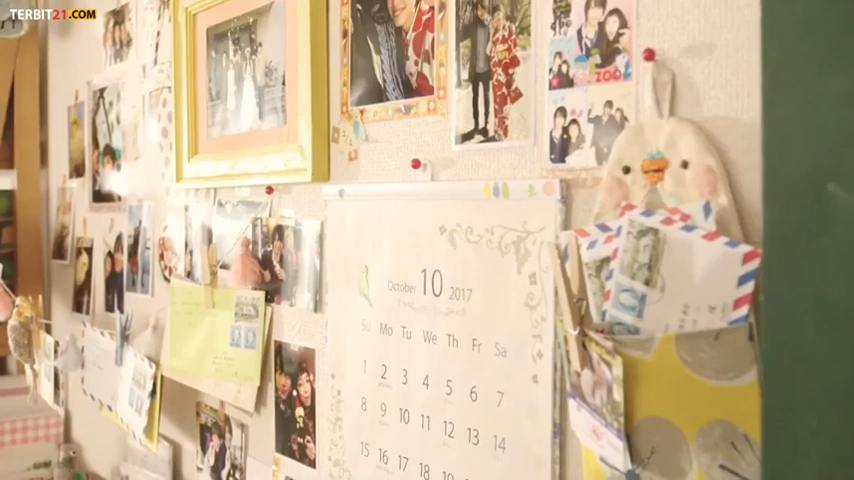 TERBIT21.COM
ZOO
October 10 2017
Su Mo Tu We Th Fr Sa
1 2 3 4 5 6 7
8 9 10 11 12 13 14
15 16 17 18 19